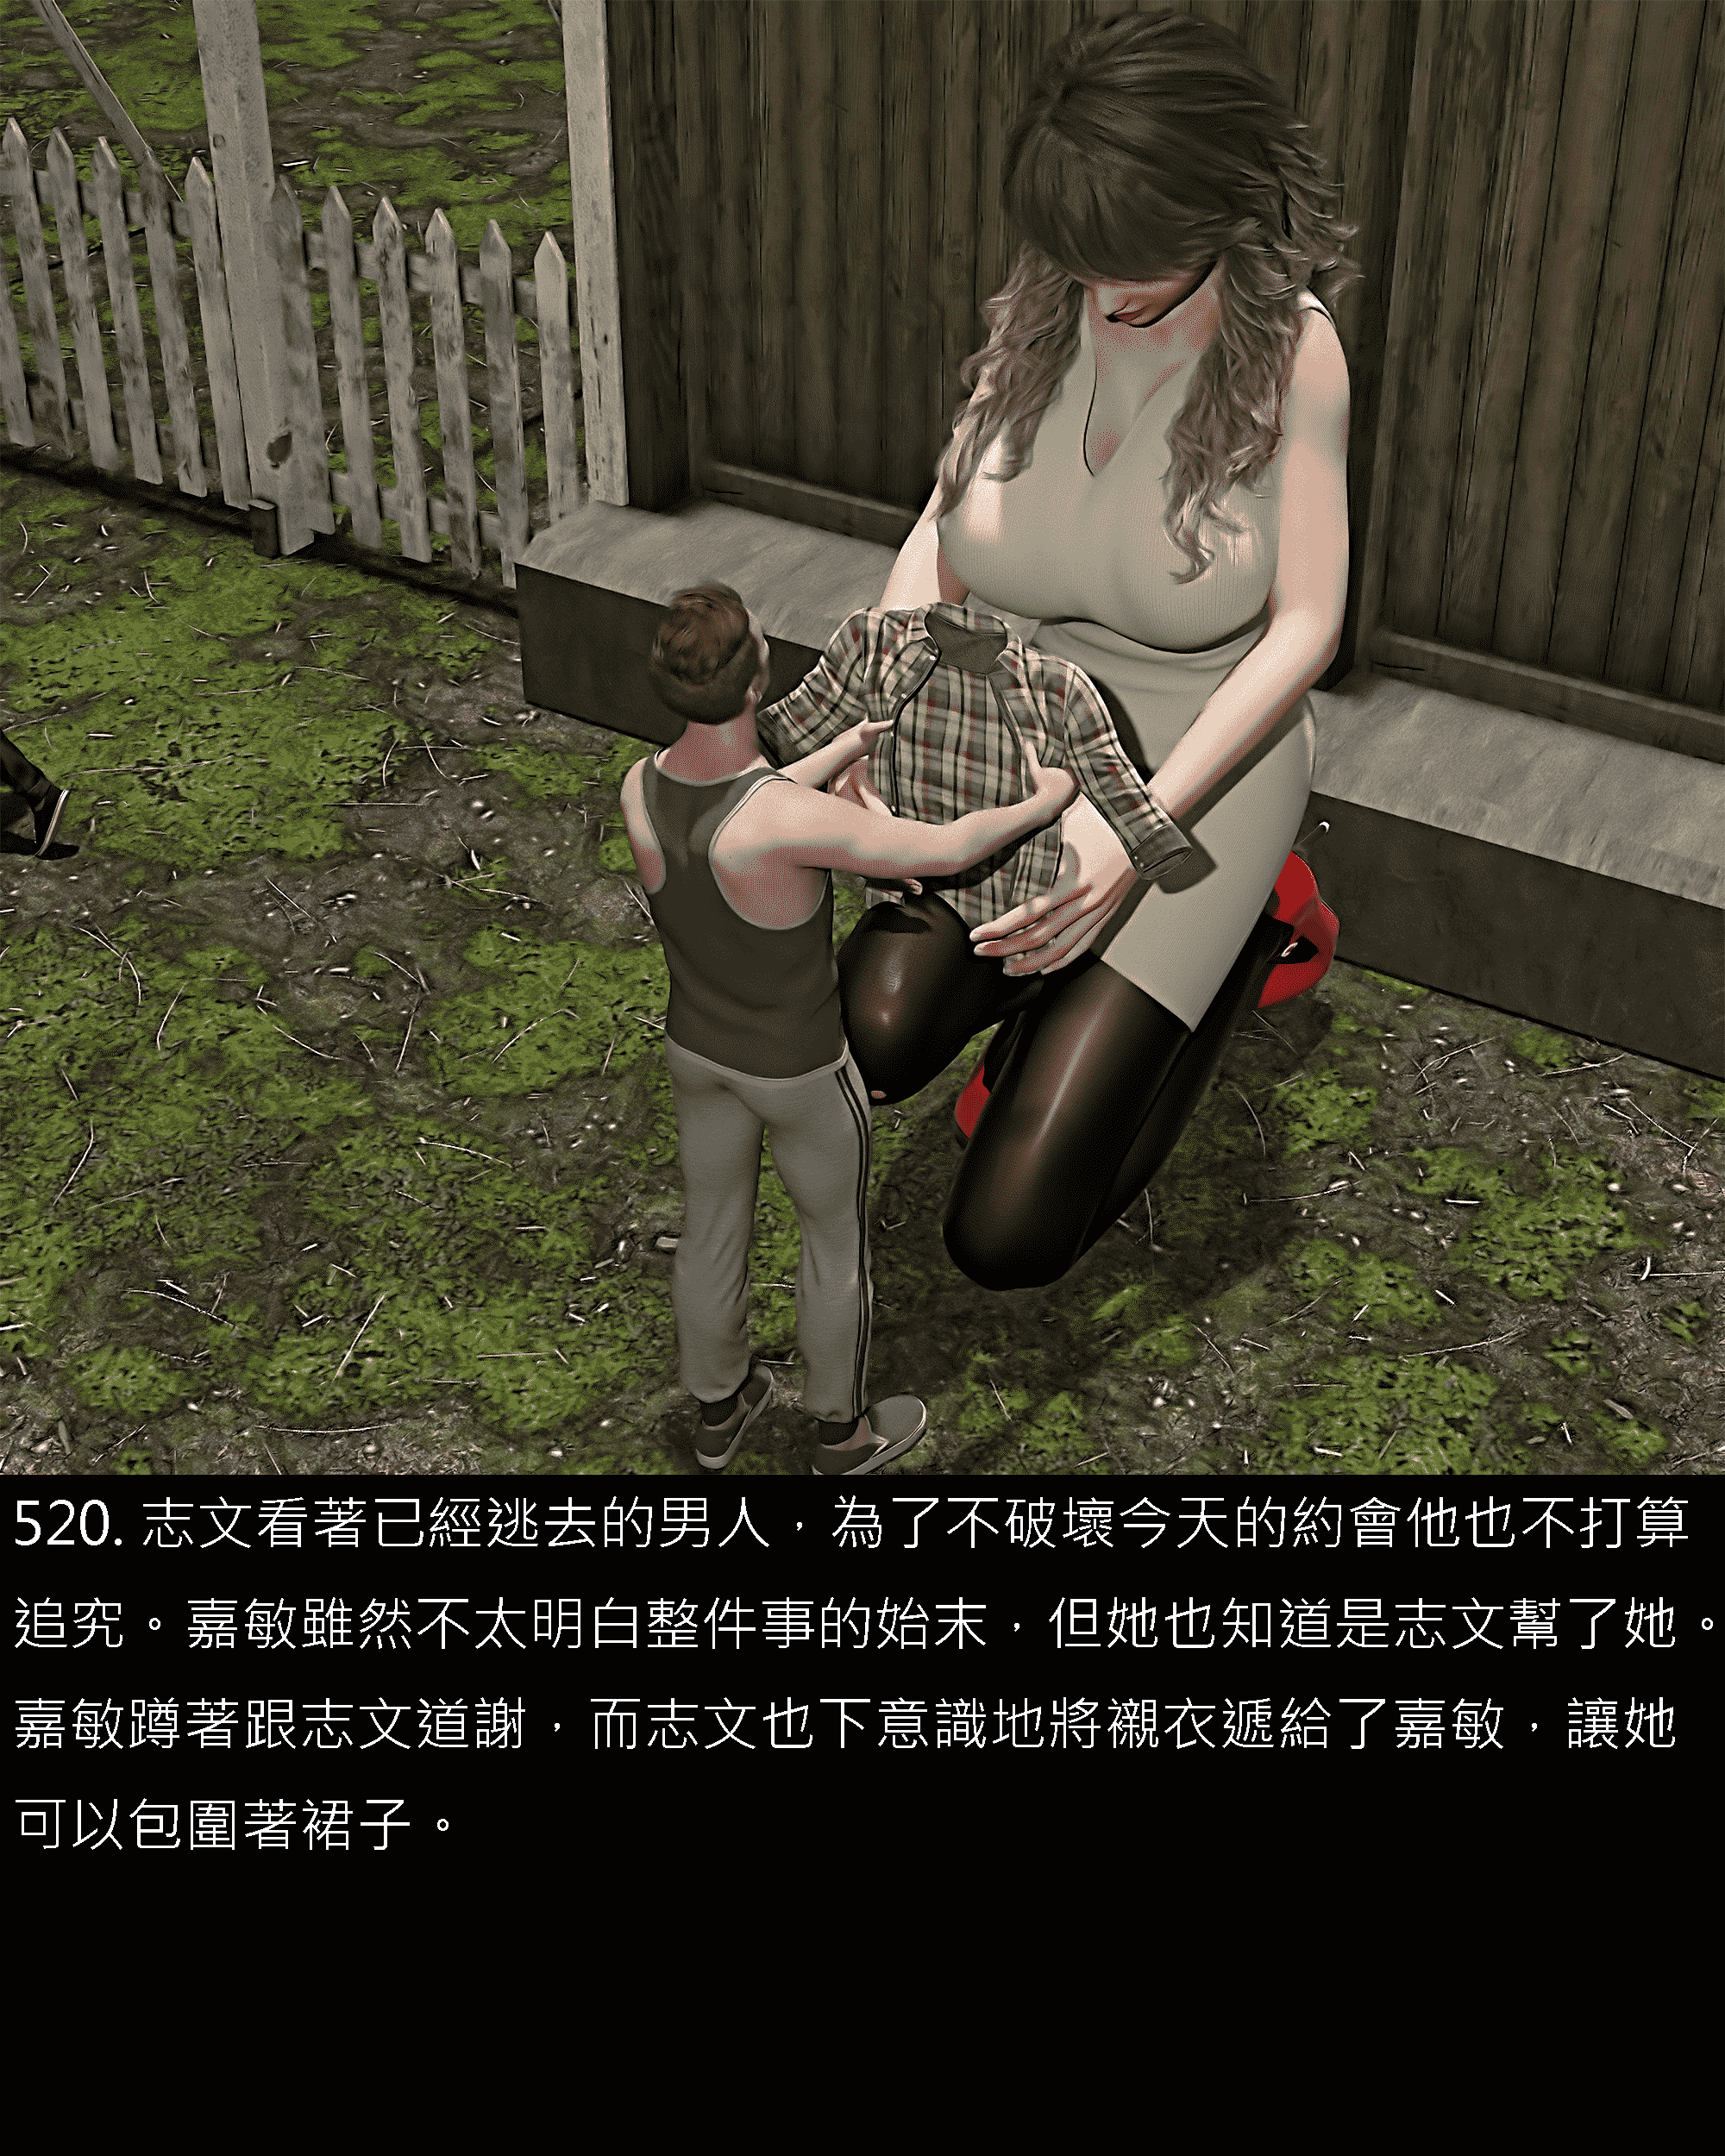 520. 志文看著已經逃去的男人，為了不破壞今天的約會他也不打算
追究。嘉敏雖然不太明白整件事的始末，但她也知道是志文幫了她。
嘉敏蹲著跟志文道謝，而志文也下意識地將襯衣遞給了嘉敏，讓她
可以包圍著裙子。